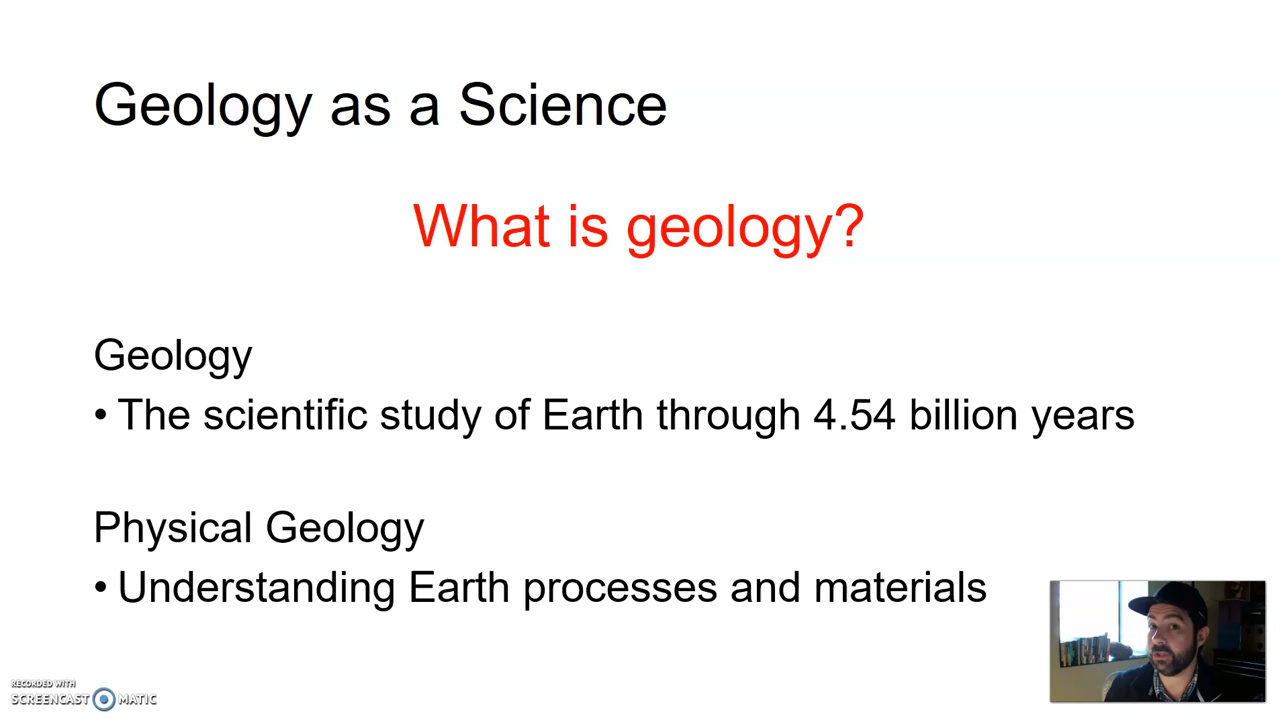 Geology as a Science
What is geology?
Geology
• The scientific study of Earth through 4.54 billion years
Physical Geology
• Understanding Earth processes and materials
RECORDED WITH
SCREENCAST MATIC